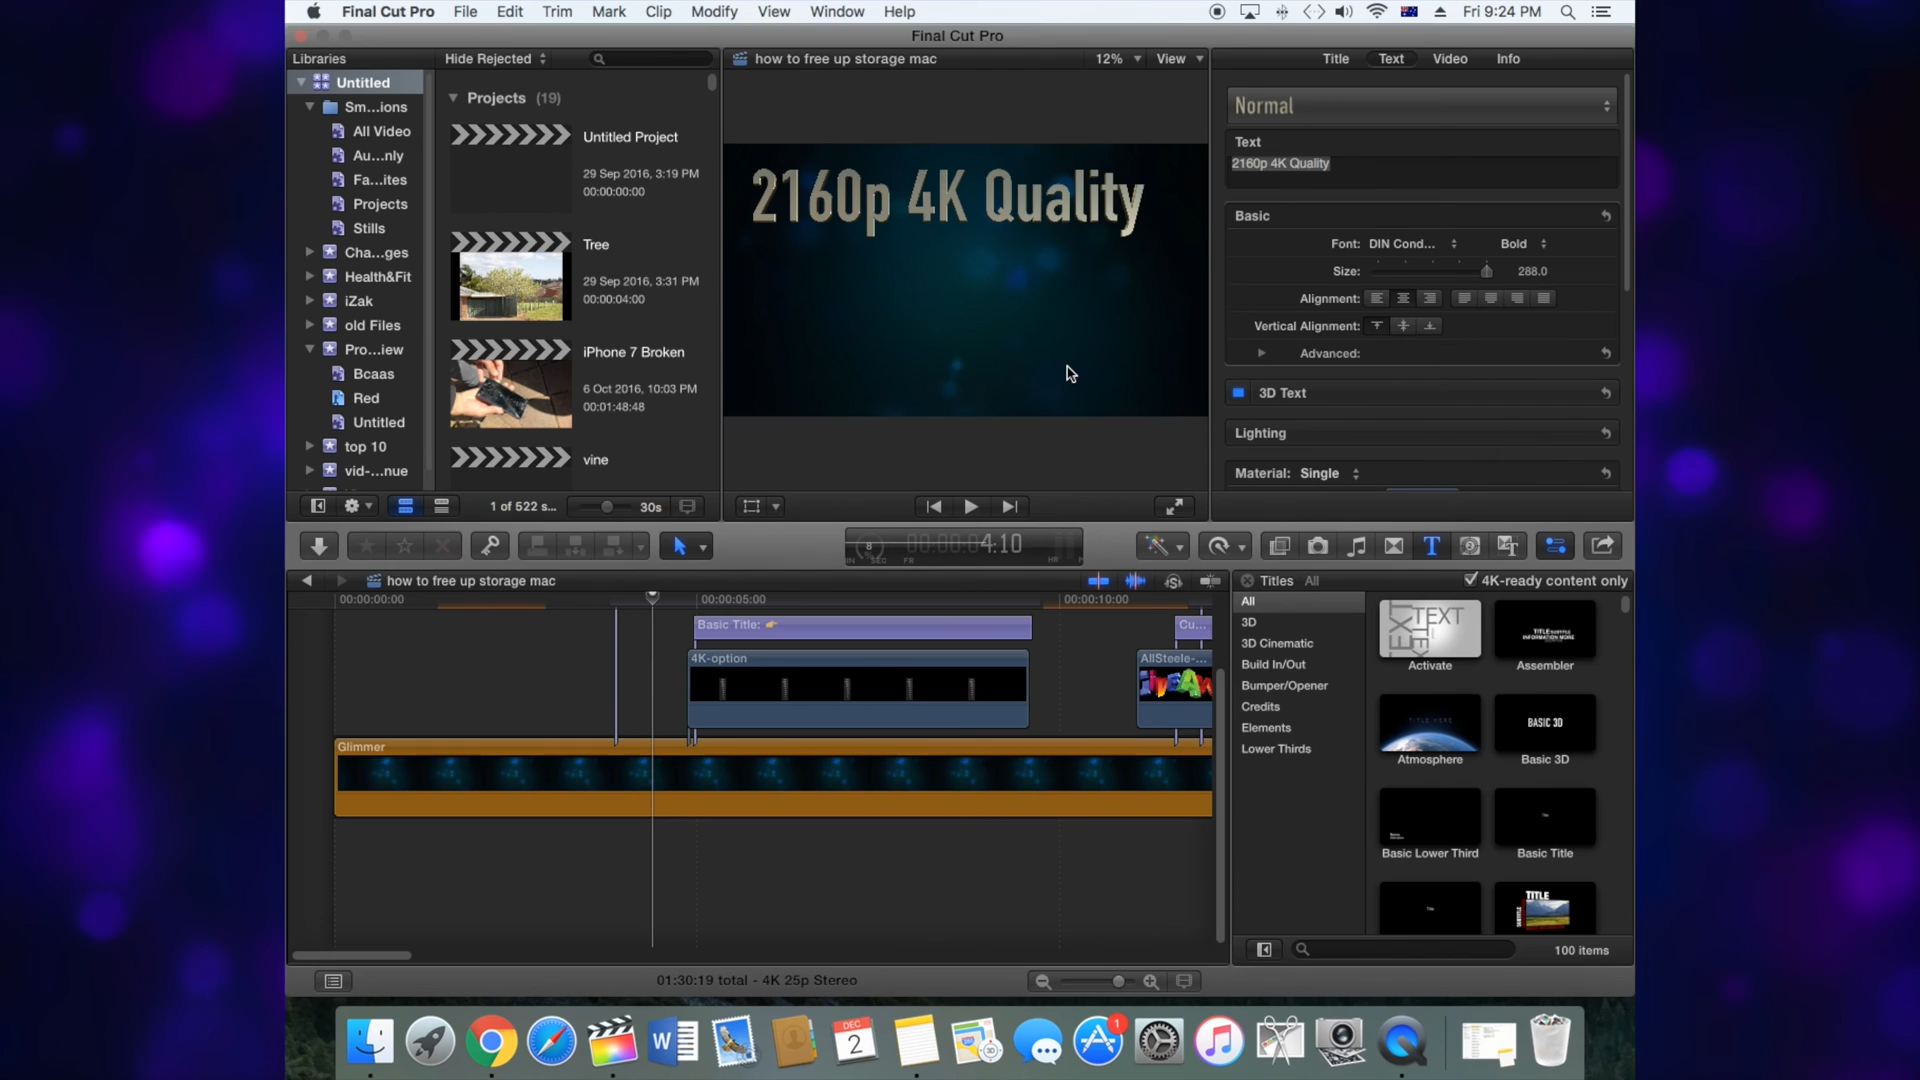 Final Cut Pro File Edit Trim Mark Clip Modify View Window Help
Fri 9:24 PM
Final Cut Pro
Libraries
Hide Rejected
how to free up storage mac
12%
View
Title Text Video Info
Untitled
Sm...ions
All Video
Au...nly
Fa...ites
Projects
Stills
Cha...ges
Health&Fit
iZak
old Files
Pro...iew
Bcaas
Red
Untitled
top 10
vid-...nue
Projects (19)
Untitled Project
29 Sep 2016, 3:19 PM
00:00:00:00
Tree
29 Sep 2016, 3:31 PM
00:00:04:00
iPhone 7 Broken
6 Oct 2016, 10:03 PM
00:01:48:48
vine
1 of 522 s...
30s
2160p 4K Quality
Normal
Text
2160p 4K Quality
Basic
Font: DIN Cond... Bold
Size: 288.0
Alignment:
Vertical Alignment:
Advanced:
3D Text
Lighting
Material: Single
00:00:04:10
how to free up storage mac
00:00:00:00
00:00:05:00
00:00:10:00
Basic Title:
Cu...
4K-option
AllSteele-...
Glimmer
Titles All
4K-ready content only
All
3D
3D Cinematic
Build In/Out
Bumper/Opener
Credits
Elements
Lower Thirds
Activate
Assembler
TITLE HERE
BASIC 3D
Atmosphere
Basic 3D
Basic Lower Third
Basic Title
TITLE
100 items
01:30:19 total - 4K 25p Stereo
DEC
2
1